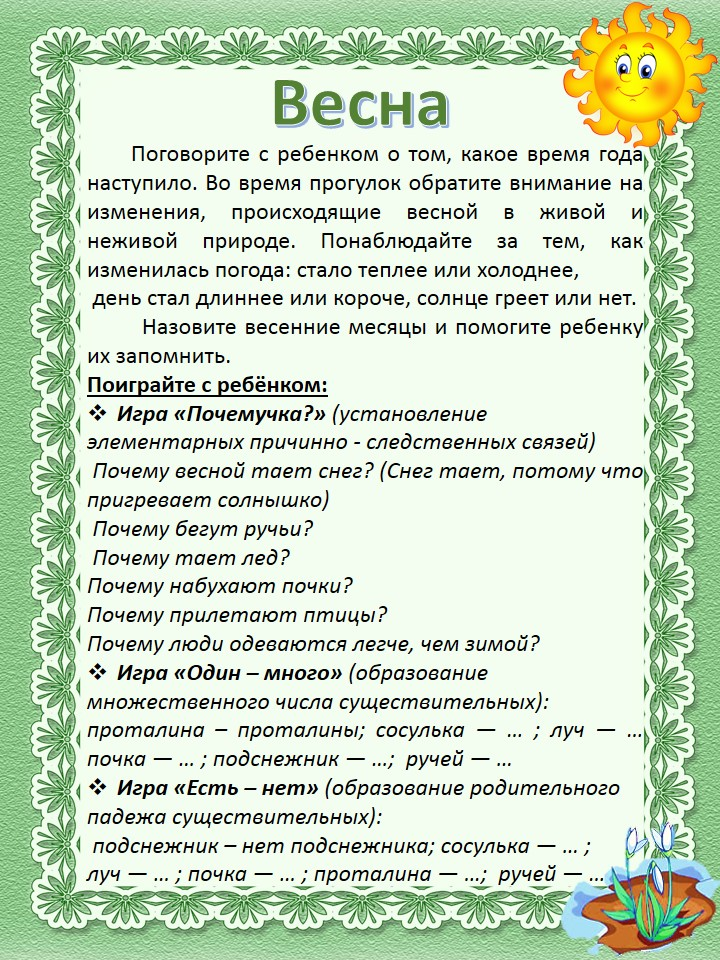 Весна
Поговорите с ребенком о том, какое время года
наступило. Во время прогулок обратите внимание на
изменения, происходящие весной в живой и
неживой природе. Понаблюдайте за тем, как
изменилась погода: стало теплее или холоднее,
день стал длиннее или короче, солнце греет или нет.
Назовите весенние месяцы и помогите ребенку
их запомнить.
Поиграйте с ребёнком:
❖ Игра «Почемучка?» (установление
элементарных причинно - следственных связей)
Почему весной тает снег? (Снег тает, потому что
пригревает солнышко)
Почему бегут ручьи?
Почему тает лед?
Почему набухают почки?
Почему прилетают птицы?
Почему люди одеваются легче, чем зимой?
❖ Игра «Один – много» (образование
множественного числа существительных):
проталина – проталины; сосулька — … ; луч — …
почка — … ; подснежник — …; ручей — …
❖ Игра «Есть – нет» (образование родительного
падежа существительных):
подснежник – нет подснежника; сосулька — … ;
луч — … ; почка — … ; проталина — …; ручей — …